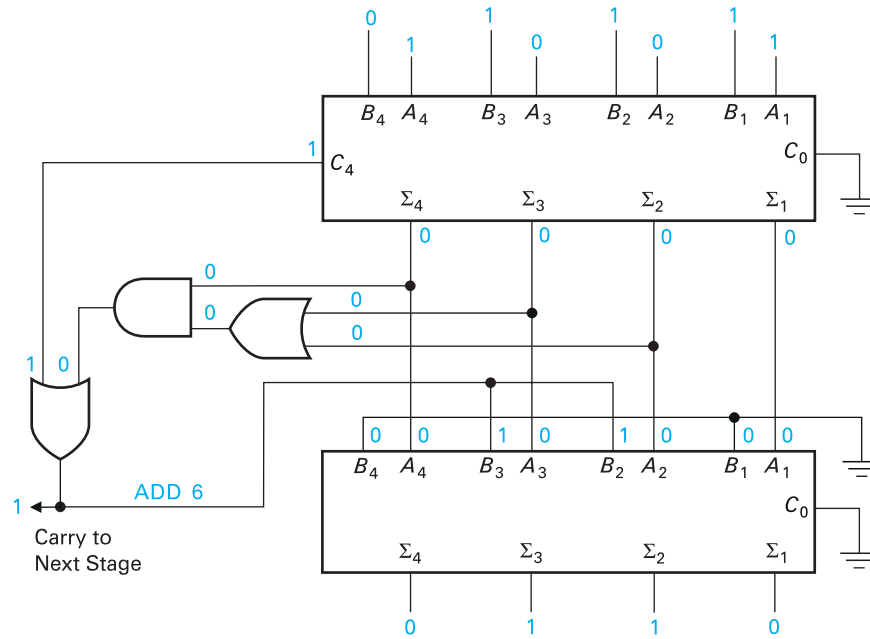 0 1 1 0 1 0 1 1
B₄ A₄ B₃ A₃ B₂ A₂ B₁ A₁
1 C₄ C₀
Σ₄ Σ₃ Σ₂ Σ₁
0 0 0 0
0
0 0
0
1 0
0 0 1 0 1 0 0 0
B₄ A₄ B₃ A₃ B₂ A₂ B₁ A₁
ADD 6
1
C₀
Carry to
Next Stage
Σ₄ Σ₃ Σ₂ Σ₁
0 1 1 0